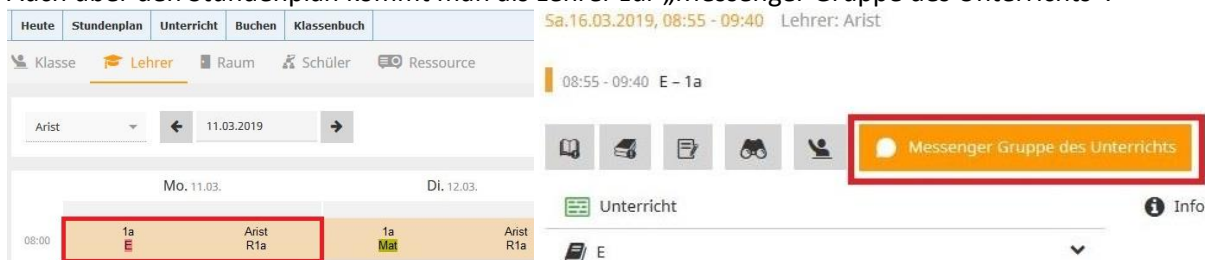 Auch über den Stundenplan kommt man als Lehrer zur „Messenger Gruppe des Unterrichts“:
Heute Stundenplan Unterricht Buchen Klassenbuch
Klasse Lehrer Raum Schüler Ressource
Arist 11.03.2019
Mo. 11.03. Di. 12.03.
08:00 1a Arist 1a Arist
E R1a Mat R1a
Sa.16.03.2019, 08:55 - 09:40 Lehrer: Arist
08:55 - 09:40 E – 1a
Messenger Gruppe des Unterrichts
Unterricht Info
E